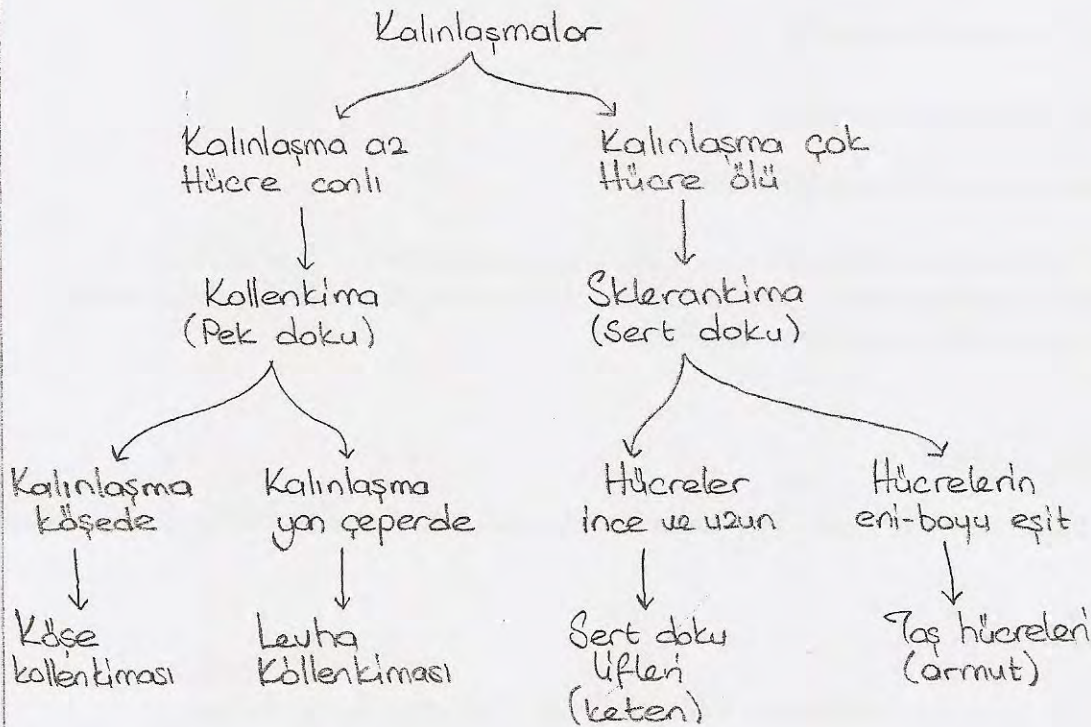 Kalınlaşmalar
Kalınlaşma az
Hücre canlı
Kalınlaşma çok
Hücre ölü
Kollenkima
(Pek doku)
Sklerankima
(Sert doku)
Kalınlaşma
köşede
Kalınlaşma
yan çeperde
Hücreler
ince ve uzun
Hücrelerin
eni-boyu eşit
Köşe
kollenkiması
Levha
Kollenkiması
Sert doku
lifleri
(keten)
Taş hücreleri
(armut)